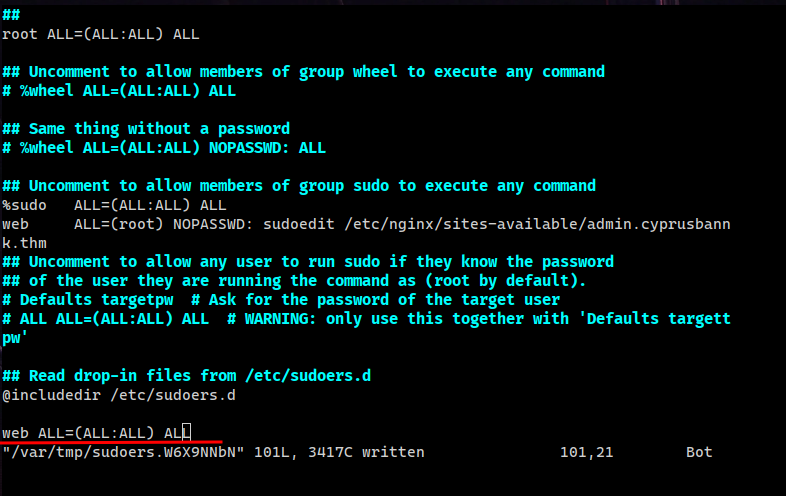 ##
root ALL=(ALL:ALL) ALL
## Uncomment to allow members of group wheel to execute any command
# %wheel ALL=(ALL:ALL) ALL
## Same thing without a password
# %wheel ALL=(ALL:ALL) NOPASSWD: ALL
## Uncomment to allow members of group sudo to execute any command
%sudo   ALL=(ALL:ALL) ALL
web     ALL=(root) NOPASSWD: sudoedit /etc/nginx/sites-available/admin.cyprusbann
k.thm
## Uncomment to allow any user to run sudo if they know the password
## of the user they are running the command as (root by default).
# Defaults targetpw  # Ask for the password of the target user
# ALL ALL=(ALL:ALL) ALL  # WARNING: only use this together with 'Defaults targett
pw'
## Read drop-in files from /etc/sudoers.d
@includedir /etc/sudoers.d
web ALL=(ALL:ALL) ALL
"/var/tmp/sudoers.W6X9NNbN" 101L, 3417C written 101,21 Bot